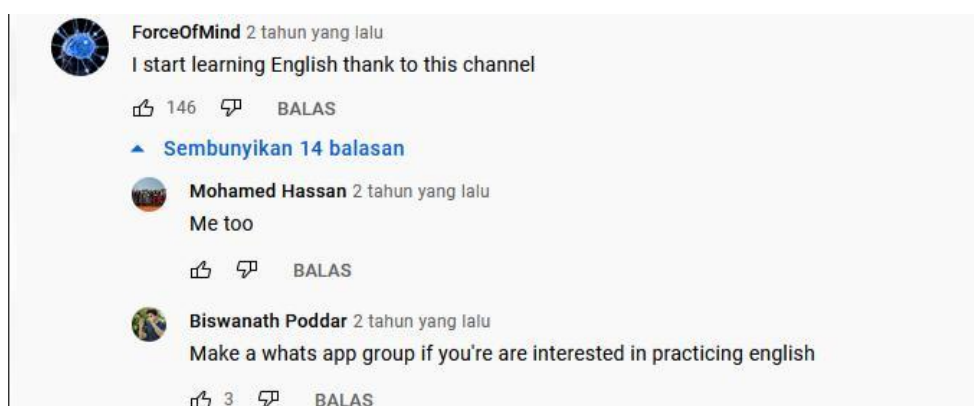 ForceOfMind 2 tahun yang lalu
I start learning English thank to this channel
146 BALAS
Sembunyikan 14 balasan
Mohamed Hassan 2 tahun yang lalu
Me too
BALAS
Biswanath Poddar 2 tahun yang lalu
Make a whats app group if you're are interested in practicing english
3 BALAS